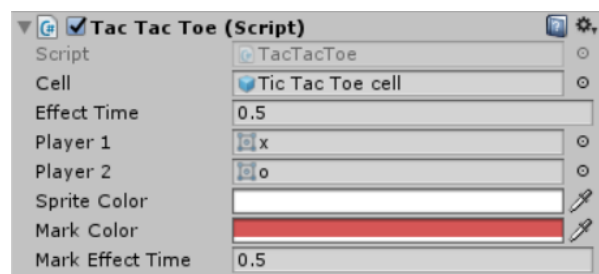 Tac Tac Toe (Script)
Script TacTacToe
Cell Tic Tac Toe cell
Effect Time 0.5
Player 1 x
Player 2 o
Sprite Color
Mark Color
Mark Effect Time 0.5